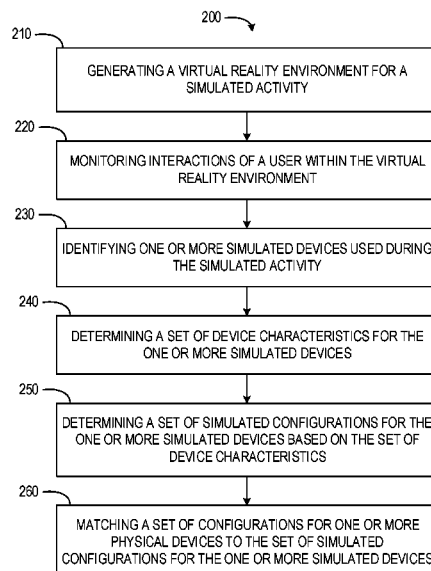 200
210
GENERATING A VIRTUAL REALITY ENVIRONMENT FOR A
SIMULATED ACTIVITY
220
MONITORING INTERACTIONS OF A USER WITHIN THE VIRTUAL
REALITY ENVIRONMENT
230
IDENTIFYING ONE OR MORE SIMULATED DEVICES USED DURING
THE SIMULATED ACTIVITY
240
DETERMINING A SET OF DEVICE CHARACTERISTICS FOR THE
ONE OR MORE SIMULATED DEVICES
250
DETERMINING A SET OF SIMULATED CONFIGURATIONS FOR THE
ONE OR MORE SIMULATED DEVICES BASED ON THE SET OF
DEVICE CHARACTERISTICS
260
MATCHING A SET OF CONFIGURATIONS FOR ONE OR MORE
PHYSICAL DEVICES TO THE SET OF SIMULATED
CONFIGURATIONS FOR THE ONE OR MORE SIMULATED DEVICES